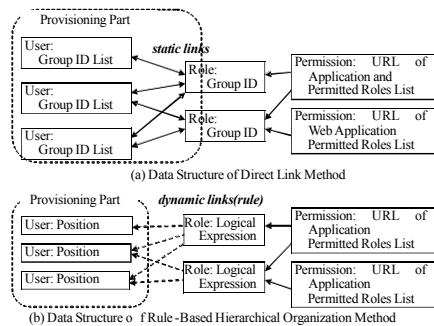 Provisioning Part
User:
Group ID List
User:
Group ID List
User:
Group ID List
static links
Role:
Group ID
Role:
Group ID
Permission: URL of
Application and
Permitted Roles List
Permission: URL of
Web Application
Permitted Roles List
(a) Data Structure of Direct Link Method
Provisioning Part
User: Position
User: Position
User: Position
dynamic links(rule)
Role: Logical
Expression
Role: Logical
Expression
Permission: URL of
Application
Permitted Roles List
Permission: URL of
Application
Permitted Roles List
(b) Data Structure o f Rule -Based Hierarchical Organization Method